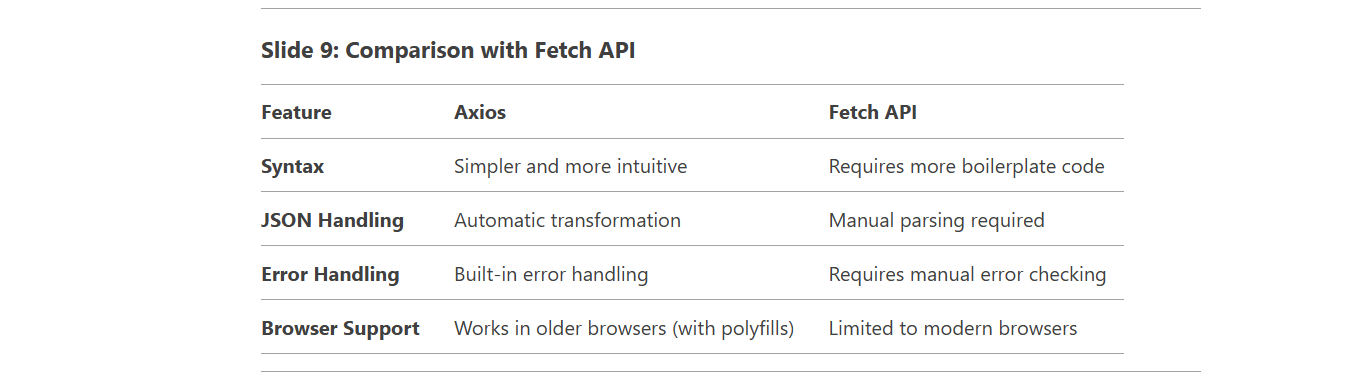 Slide 9: Comparison with Fetch API
Feature Axios Fetch API
Syntax Simpler and more intuitive Requires more boilerplate code
JSON Handling Automatic transformation Manual parsing required
Error Handling Built-in error handling Requires manual error checking
Browser Support Works in older browsers (with polyfills) Limited to modern browsers